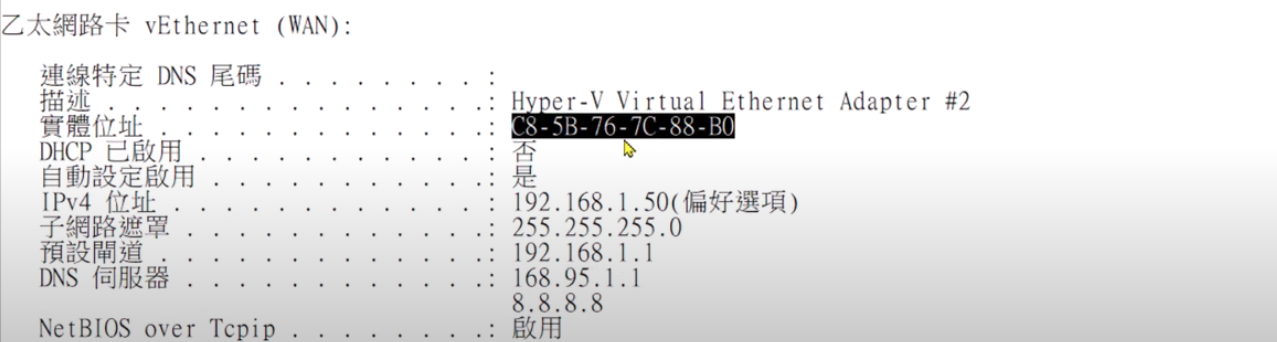 乙太網路卡 vEthernet (WAN):
連線特定 DNS 尾碼 . . . . . . . . :
描述 . . . . . . . . . . . . . . .: Hyper-V Virtual Ethernet Adapter #2
實體位址 . . . . . . . . . . . . .: C8-5B-76-7C-88-B0
DHCP 已啟用 . . . . . . . . . . . : 否
自動設定啟用 . . . . . . . . . . .: 是
IPv4 位址 . . . . . . . . . . . . : 192.168.1.50(偏好選項)
子網路遮罩 . . . . . . . . . . . .: 255.255.255.0
預設閘道 . . . . . . . . . . . . .: 192.168.1.1
DNS 伺服器 . . . . . . . . . . . .: 168.95.1.1
8.8.8.8
NetBIOS over Tcpip . . . . . . . .: 啟用